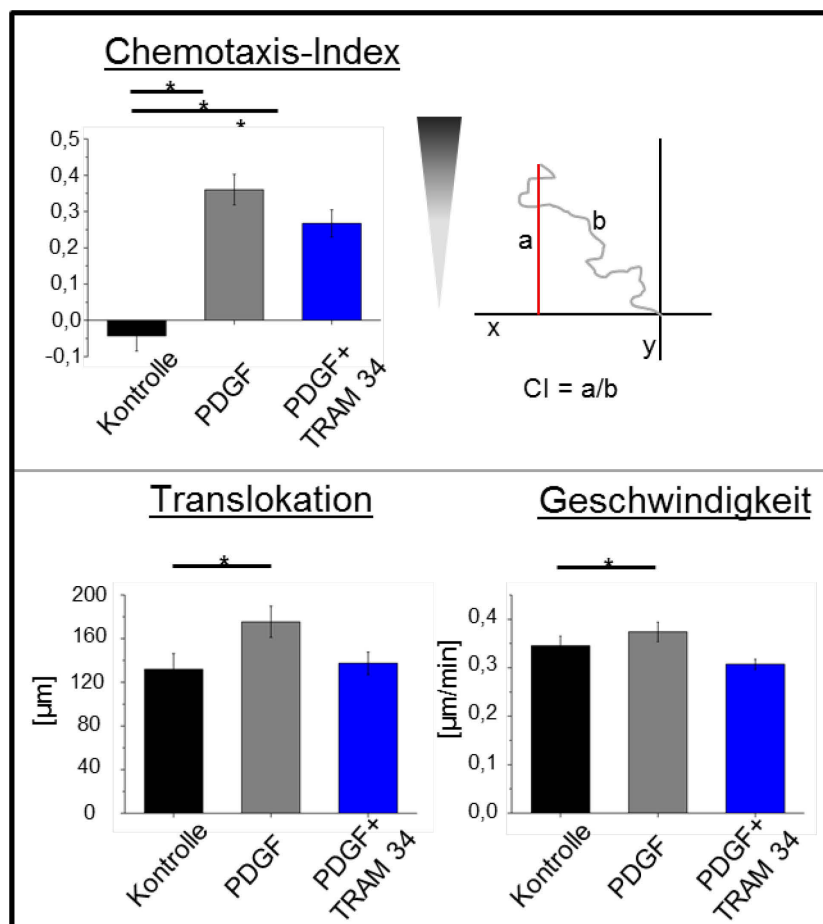 Chemotaxis-Index
*
*
*
0,5
0,4
0,3
0,2
0,1
0,0
-0,1
Kontrolle
PDGF
PDGF+
TRAM 34
a
b
x
y
CI = a/b
Translokation
*
200
160
120
80
40
0
[µm]
Kontrolle
PDGF
PDGF+
TRAM 34
Geschwindigkeit
*
0,4
0,3
0,2
0,1
0,0
[µm/min]
Kontrolle
PDGF
PDGF+
TRAM 34